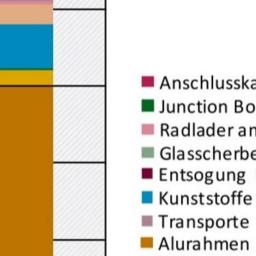 Anschlusska
Junction Bo
Radlader an
Glasscherbe
Entsogung
Kunststoffe
Transporte
Alurahmen